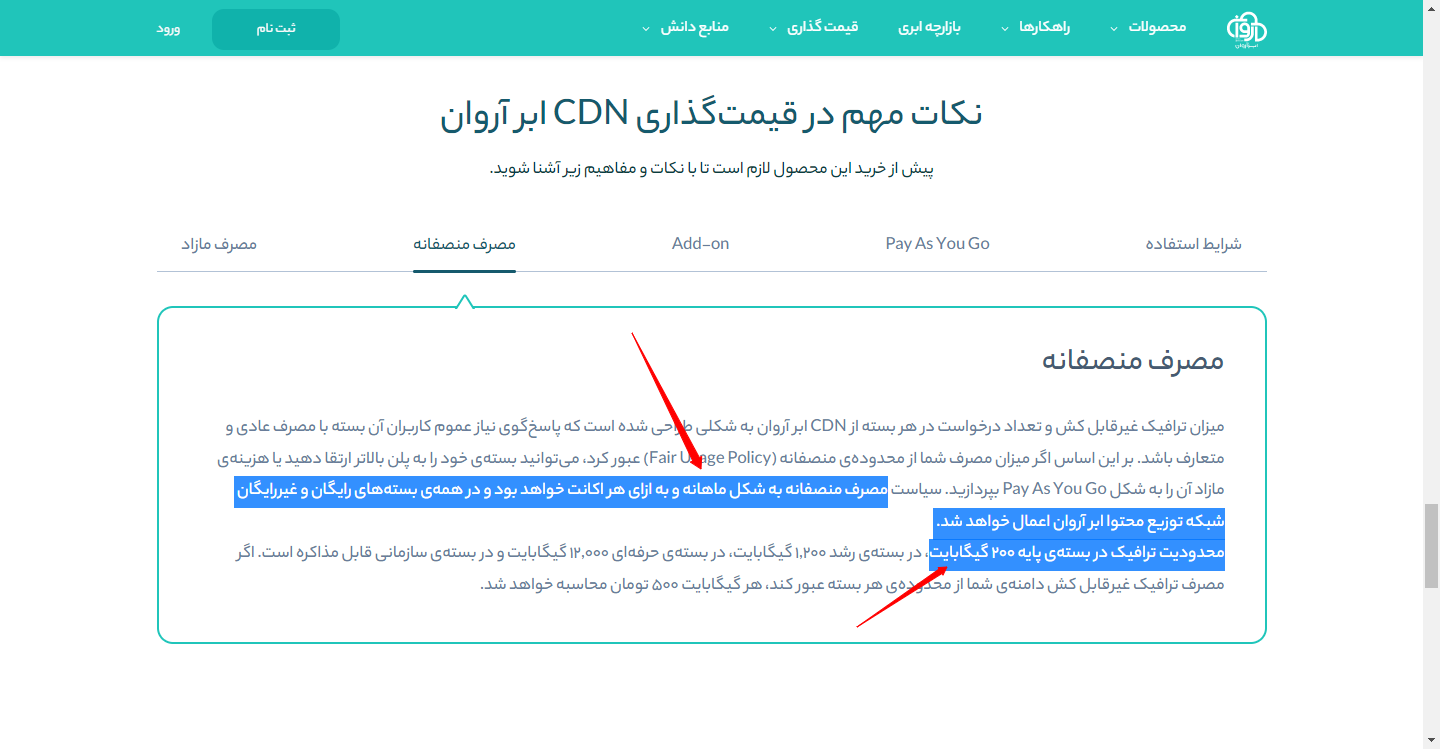 محصولات راهکارها بازارچه ابری قیمت گذاری منابع دانش ثبت نام ورود
نکات مهم در قیمت‌گذاری CDN ابر آروان
پیش از خرید این محصول لازم است تا با نکات و مفاهیم زیر آشنا شوید.
شرایط استفاده Pay As You Go Add-on مصرف منصفانه مصرف مازاد
مصرف منصفانه
میزان ترافیک غیرقابل کش و تعداد درخواست در هر بسته از CDN ابر آروان به شکلی طراحی شده است که پاسخ‌گوی نیاز عموم کاربران آن بسته با مصرف عادی و
متعارف باشد. بر این اساس اگر میزان مصرف شما از محدوده‌ی منصفانه (Fair Usage Policy) عبور کرد، می‌توانید بسته‌ی خود را به پلن بالاتر ارتقا دهید یا هزینه‌ی
مازاد آن را به شکل Pay As You Go بپردازید. سیاست مصرف منصفانه به شکل ماهانه و به ازای هر اکانت خواهد بود و در همه‌ی بسته‌های رایگان و غیررایگان
شبکه توزیع محتوا ابر آروان اعمال خواهد شد.
محدودیت ترافیک در بسته‌ی پایه ۲۰۰ گیگابایت، در بسته‌ی رشد ۱,۲۰۰ گیگابایت، در بسته‌ی حرفه‌ای ۱۲,۰۰۰ گیگابایت و در بسته‌ی سازمانی قابل مذاکره است. اگر
مصرف ترافیک غیرقابل کش دامنه‌ی شما از محدوده‌ی هر بسته عبور کند، هر گیگابایت ۵۰۰ تومان محاسبه خواهد شد.